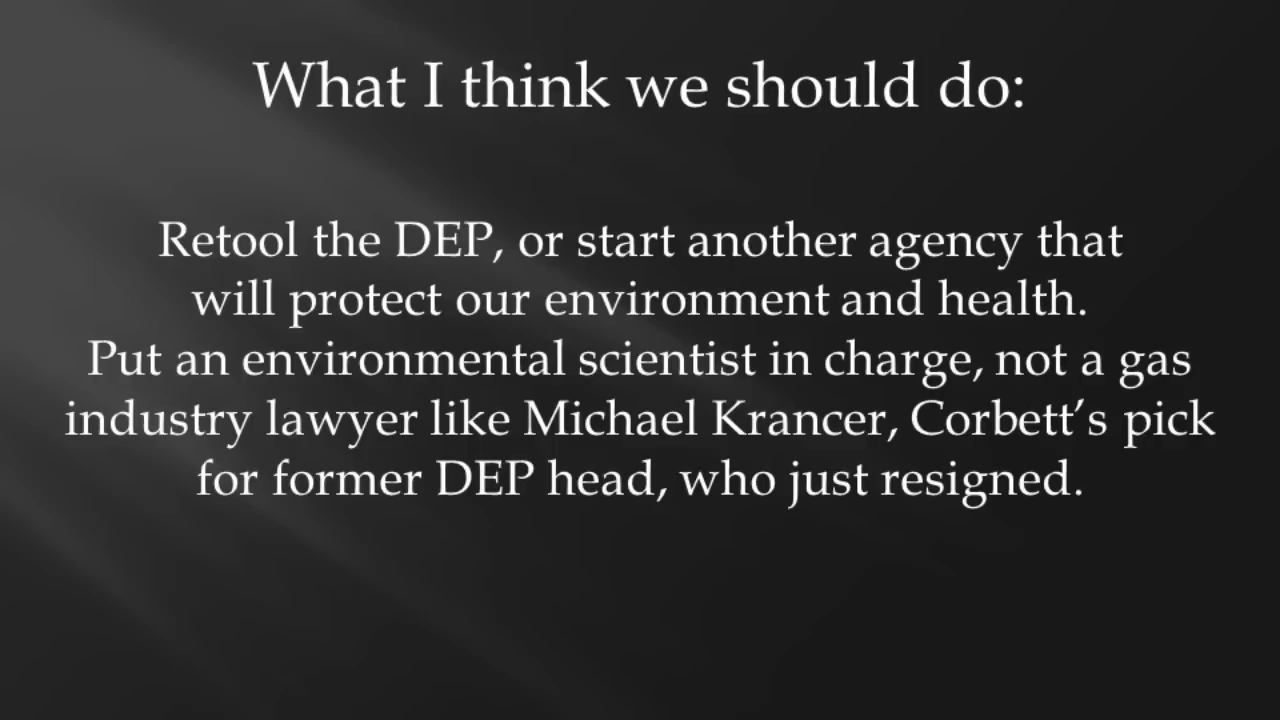 What I think we should do:
Retool the DEP, or start another agency that
will protect our environment and health.
Put an environmental scientist in charge, not a gas
industry lawyer like Michael Krancer, Corbett’s pick
for former DEP head, who just resigned.